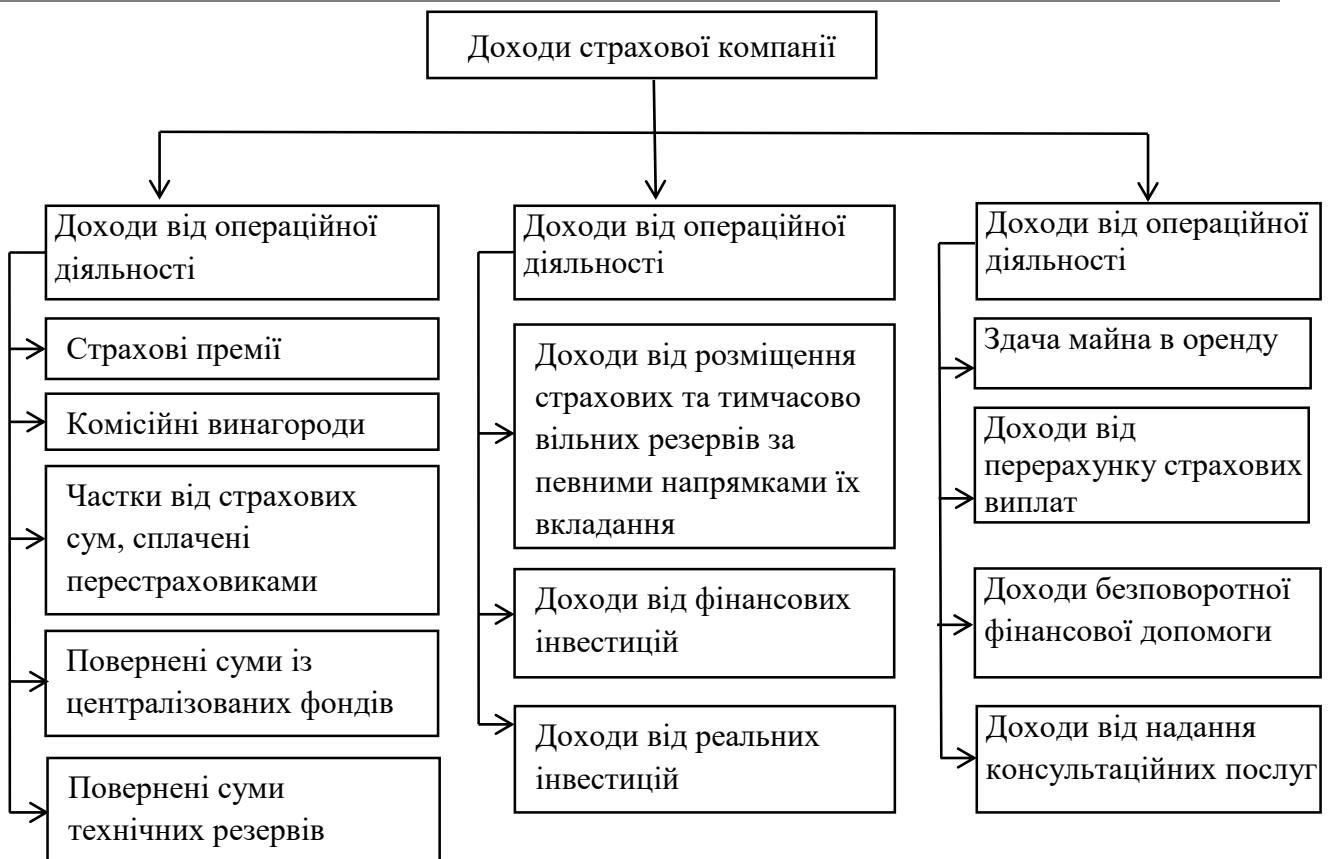 Доходи страхової компанії
Доходи від операційної
діяльності
Страхові премії
Комісійні винагороди
Частки від страхових
сум, сплачені
перестраховиками
Повернені суми із
централізованих фондів
Повернені суми
технічних резервів
Доходи від операційної
діяльності
Доходи від розміщення
страхових та тимчасово
вільних резервів за
певними напрямками їх
вкладання
Доходи від фінансових
інвестицій
Доходи від реальних
інвестицій
Доходи від операційної
діяльності
Здача майна в оренду
Доходи від
перерахунку страхових
виплат
Доходи безповоротної
фінансової допомоги
Доходи від надання
консультаційних послуг